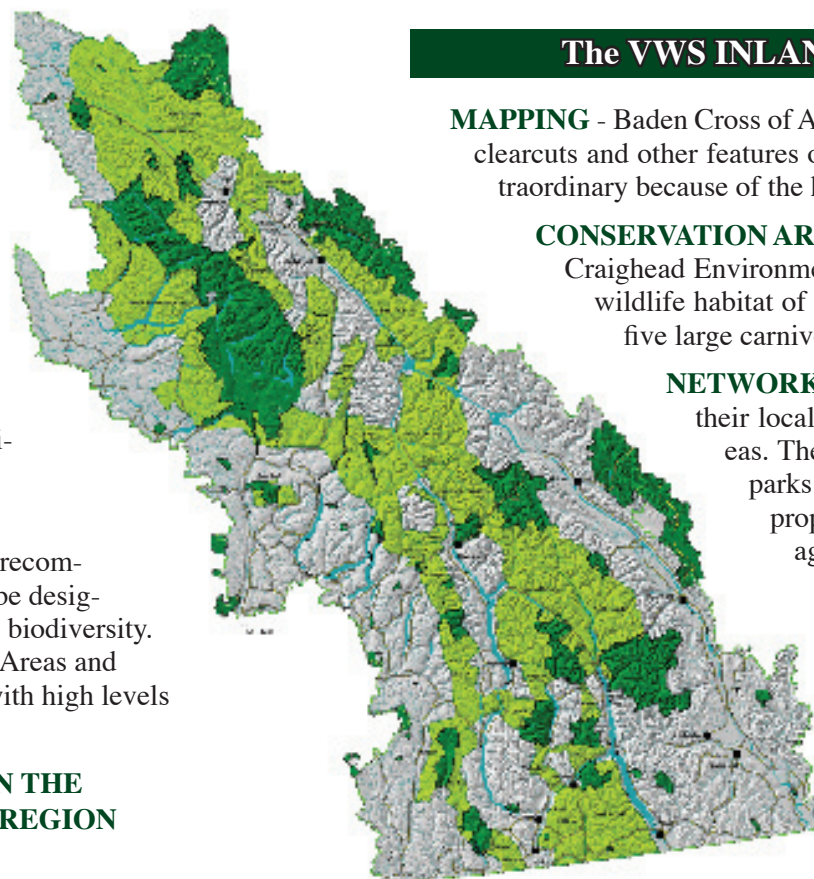 The VWS INLAN
MAPPING - Baden Cross of A
clearcuts and other features o
traordinary because of the h
CONSERVATION AR
Craighead Environme
wildlife habitat of
five large carniv
NETWORK
their local
eas. The
parks
prop
ag
i-
recom-
be desig-
biodiversity.
Areas and
with high levels
N THE
REGION